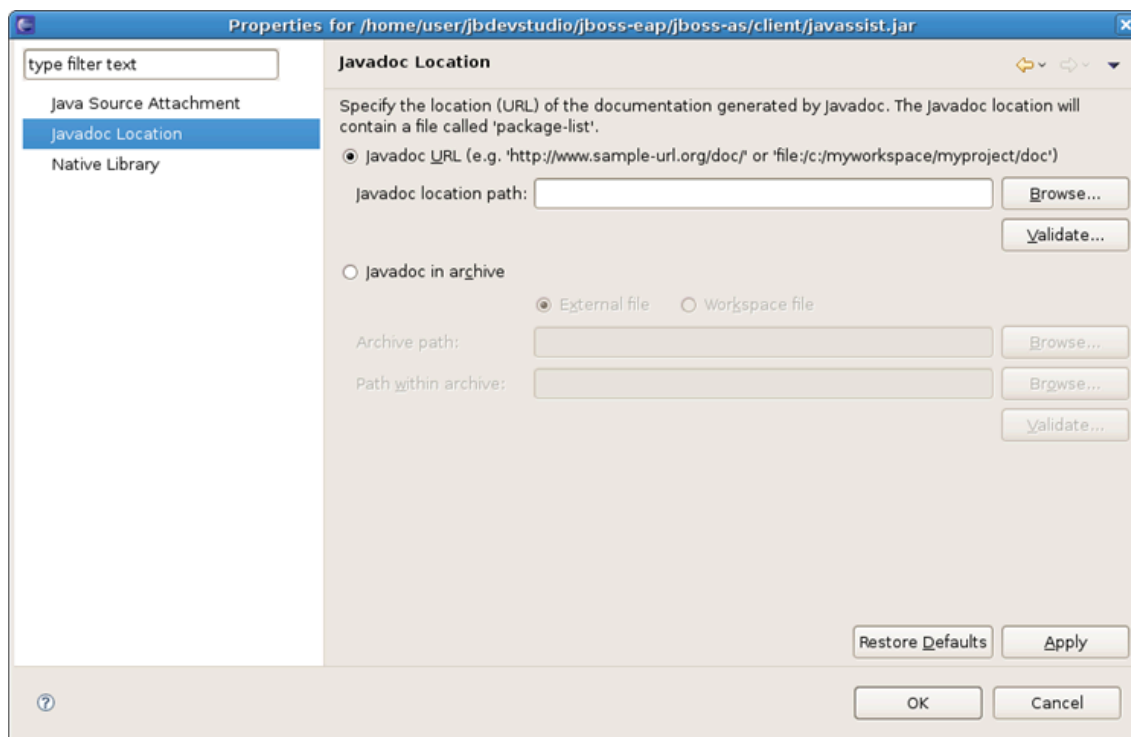 Properties for /home/user/jbdevstudio/jboss-eap/jboss-as/client/javassist.jar
type filter text
Java Source Attachment
Javadoc Location
Native Library
Javadoc Location
Specify the location (URL) of the documentation generated by Javadoc. The Javadoc location will
contain a file called 'package-list'.
Javadoc URL (e.g. 'http://www.sample-url.org/doc/' or 'file:/c:/myworkspace/myproject/doc')
Javadoc location path: Browse...
Validate...
Javadoc in archive
External file Workspace file
Archive path: Browse...
Path within archive: Browse...
Validate...
Restore Defaults Apply
OK Cancel